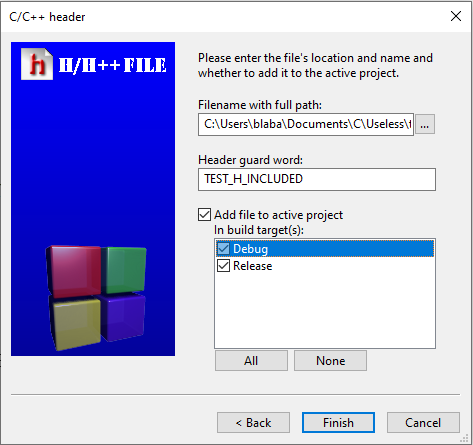 C/C++ header
h H/H++ FILE
Please enter the file's location and name and
whether to add it to the active project.
Filename with full path:
C:\Users\blaba\Documents\C\Useless\t
...
Header guard word:
TEST_H_INCLUDED
Add file to active project
In build target(s):
Debug
Release
All None
< Back Finish Cancel